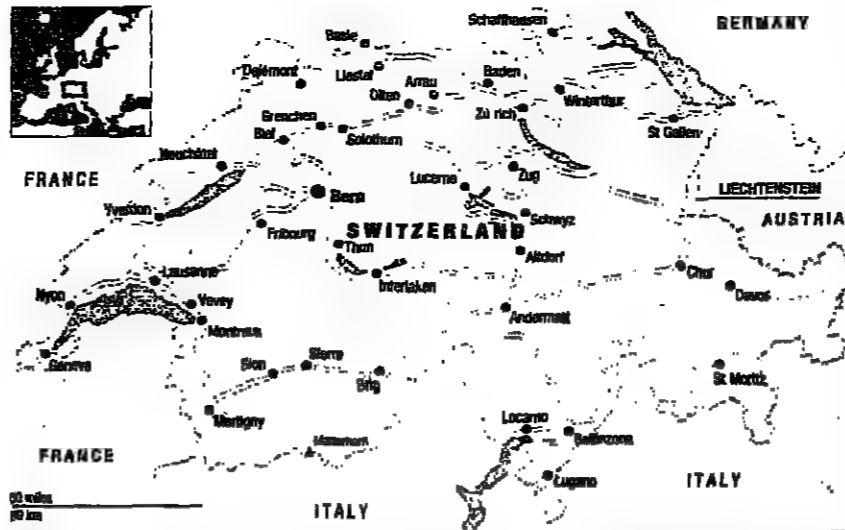 Schaffhausen
GERMANY
Basle
Liestal
Delémont
Aarau
Baden
Winterthur
Olten
Zürich
St Gallen
Grenchen
Biel
Solothurn
Neuchâtel
Zug
FRANCE
Lucerne
LIECHTENSTEIN
Bern
Yverdon
Schwyz
AUSTRIA
SWITZERLAND
Fribourg
Thun
Altdorf
Lausanne
Interlaken
Chur
Nyon
Vevey
Davos
Montreux
Andermatt
Geneva
Sion
Sierre
Brig
St. Moritz
Martigny
Locarno
Bellinzona
Matterhorn
FRANCE
Lugano
ITALY
60 miles
ITALY